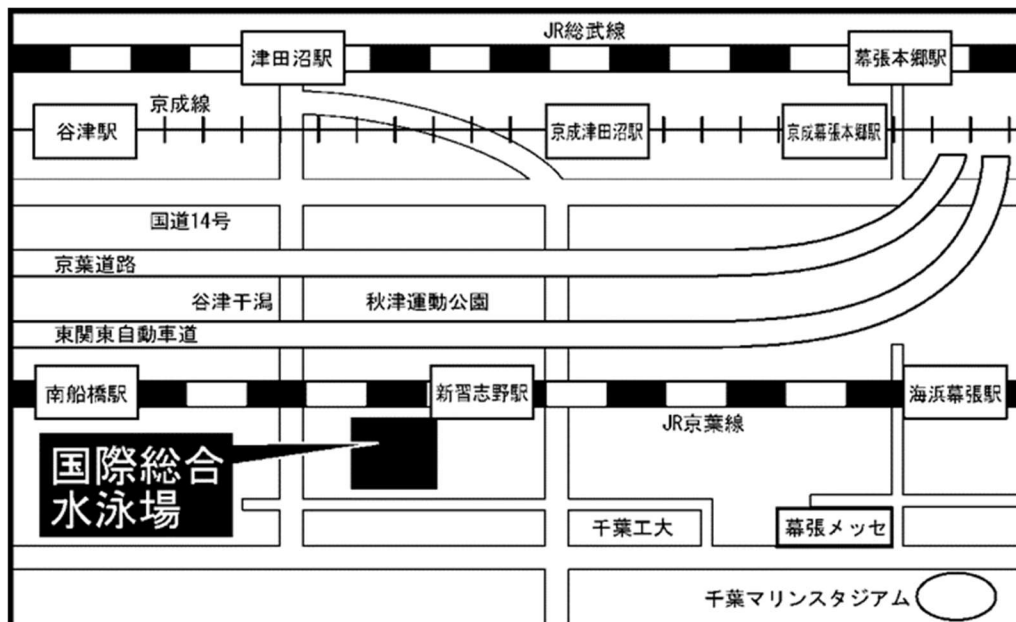 JR総武線
津田沼駅
幕張本郷駅
京成線
谷津駅
京成津田沼駅
京成幕張本郷駅
国道14号
京葉道路
谷津干潟
秋津運動公園
東関東自動車道
南船橋駅
新習志野駅
海浜幕張駅
JR京葉線
国際総合
水泳場
千葉工大
幕張メッセ
千葉マリンスタジアム